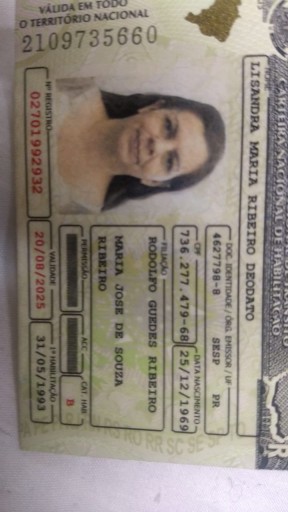 VÁLIDA EM TODO
O TERRITÓRIO NACIONAL
2109735660
CARTEIRA NACIONAL DE HABILITAÇÃO
NOME
LISANDRA MARIA RIBEIRO DEODATO
DOC. IDENTIDADE / ÓRG. EMISSOR / UF
4627798-8 SESP PR
CPF
736.277.479-68
DATA NASCIMENTO
25/12/1969
FILIAÇÃO
RODOLFO GUEDES RIBEIRO
MARIA JOSE DE SOUZA
RIBEIRO
PERMISSÃO
ACC
CAT. HAB.
B
Nº REGISTRO
02701992932
VALIDADE
20/08/2025
1ª HABILITAÇÃO
31/05/1993